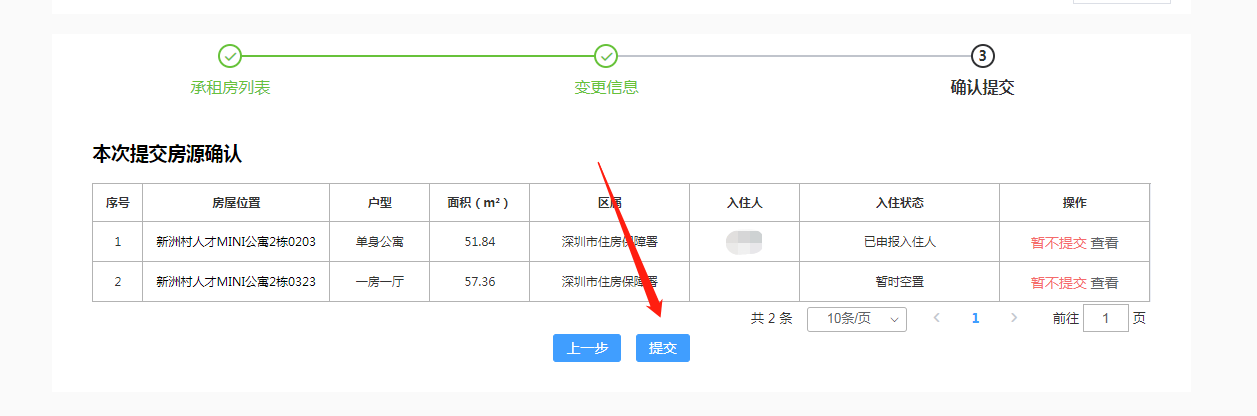 3
承租房列表 变更信息 确认提交
本次提交房源确认
序号 房屋位置 户型 面积（m²） 区属 入住人 入住状态 操作
1 新洲村人才MINI公寓2栋0203 单身公寓 51.84 深圳市住房保障署 已申报入住人 暂不提交 查看
2 新洲村人才MINI公寓2栋0323 一房一厅 57.36 深圳市住房保障署 暂时空置 暂不提交 查看
共 2 条 10条/页 1 前往 1 页
上一步 提交